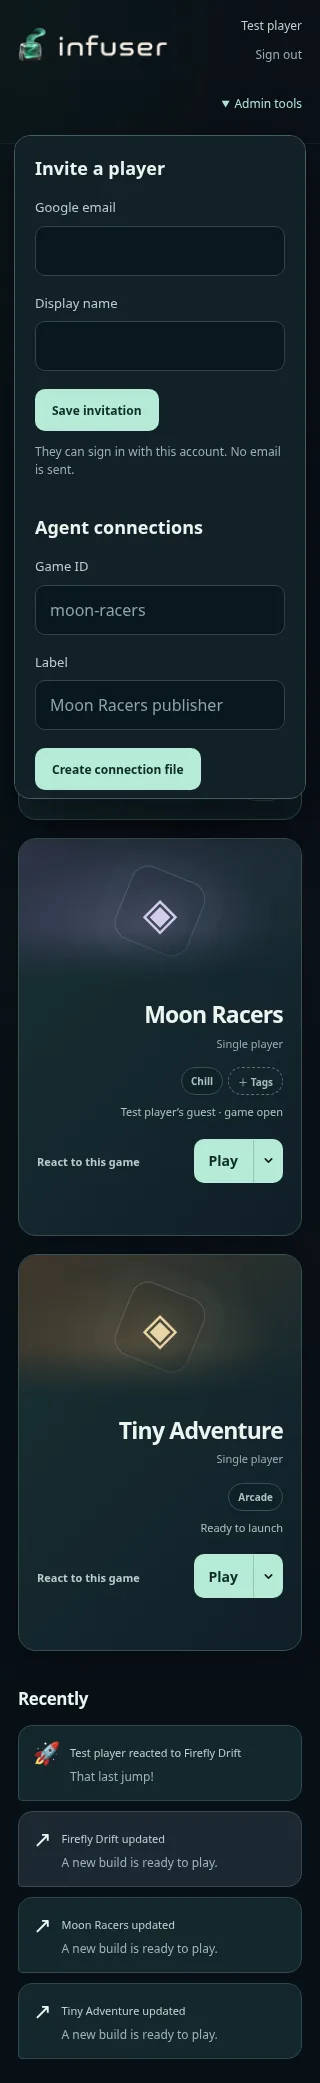 infuser
Test player
Sign out
▼ Admin tools
Invite a player
Google email
Display name
Save invitation
They can sign in with this account. No email
is sent.
Agent connections
Game ID
moon-racers
Label
Moon Racers publisher
Create connection file
Moon Racers
Single player
Chill
+ Tags
Test player’s guest · game open
React to this game
Play
Tiny Adventure
Single player
Arcade
Ready to launch
React to this game
Play
Recently
Test player reacted to Firefly Drift
That last jump!
Firefly Drift updated
A new build is ready to play.
Moon Racers updated
A new build is ready to play.
Tiny Adventure updated
A new build is ready to play.